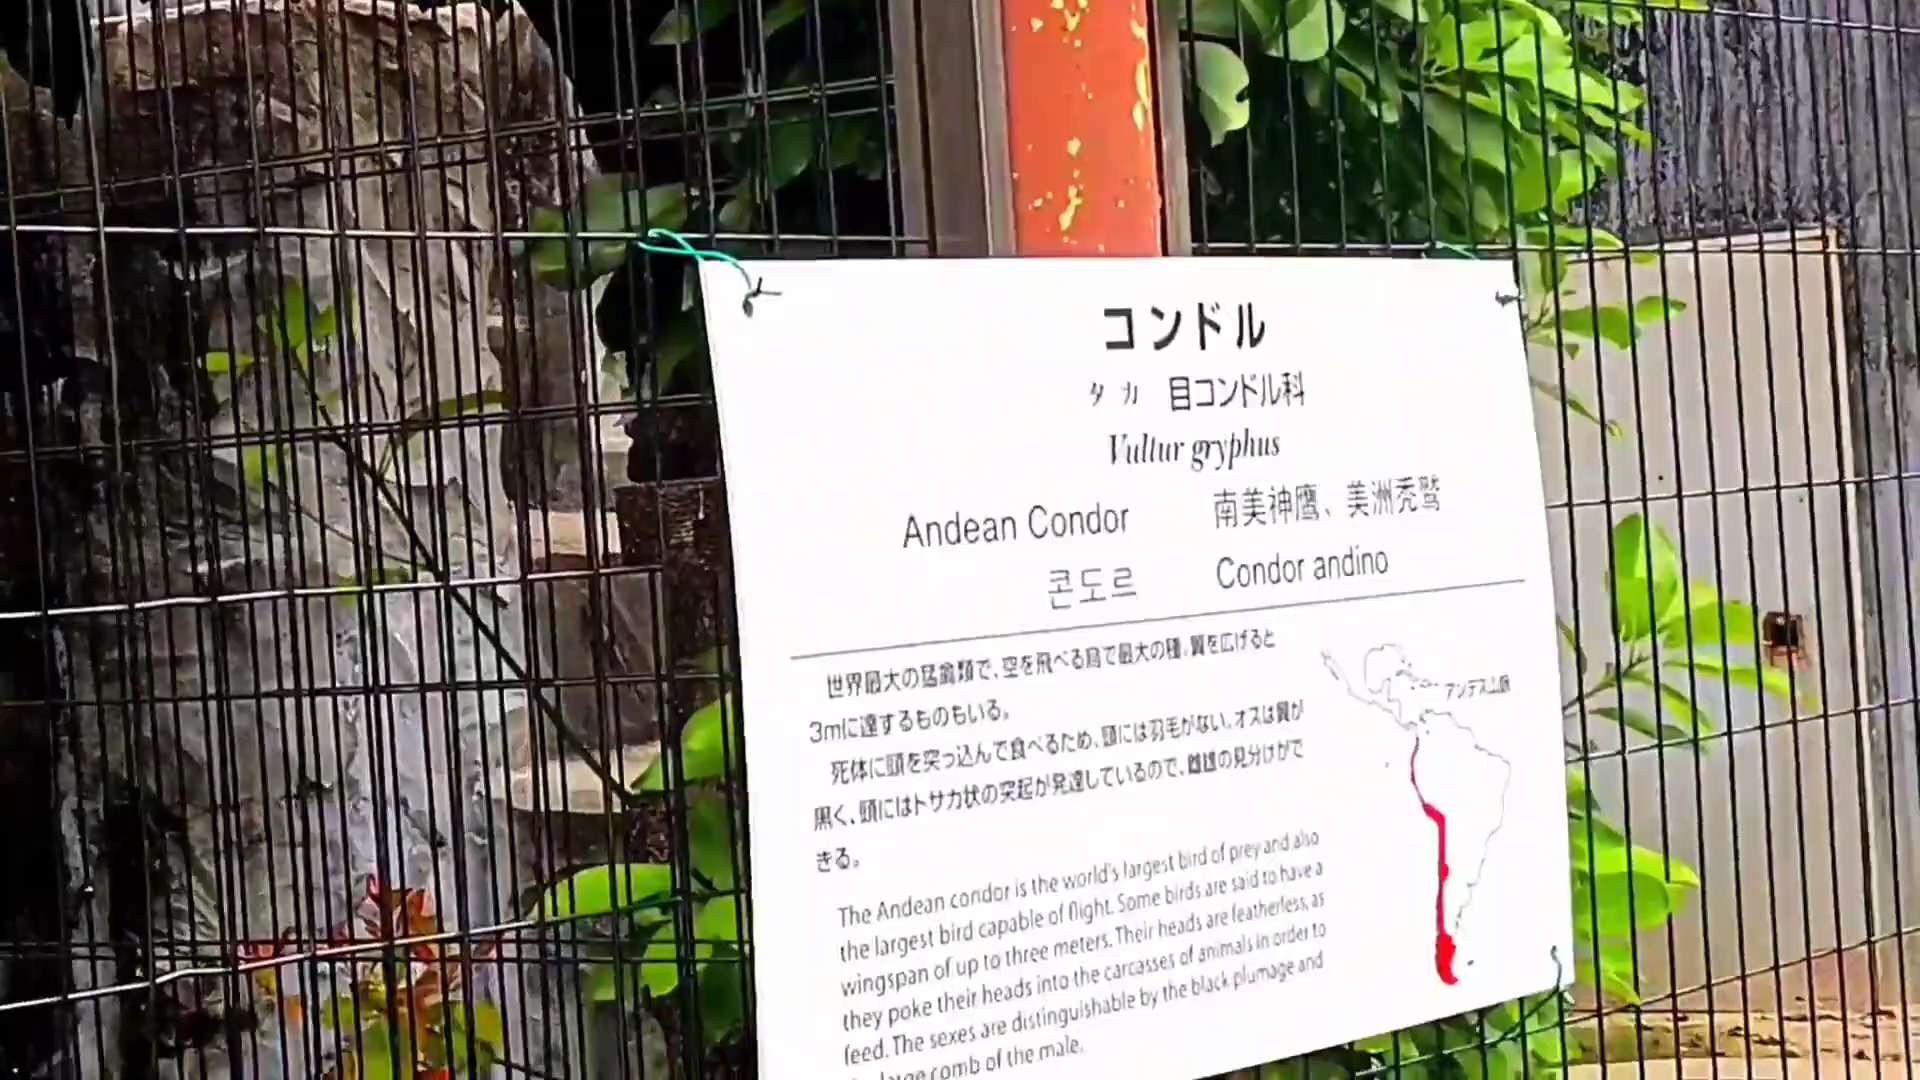 コンドル
タカ 目コンドル科
Vultur gryphus
Andean Condor 南美神鹰、美洲秃鹫
콘도르 Condor andino
世界最大の猛禽類で、空を飛べる鳥で最大の種。翼を広げると
3mに達するものもいる。
死体に頭を突っ込んで食べるため、頭には羽毛がない。オスは翼が
黒く、頭にはトサカ状の突起が発達しているので、雌雄の見分けがで
きる。
アンデス山脈
The Andean condor is the world's largest bird of prey and also
the largest bird capable of flight. Some birds are said to have a
wingspan of up to three meters. Their heads are featherless, as
they poke their heads into the carcasses of animals in order to
feed. The sexes are distinguishable by the black plumage and
large comb of the male.